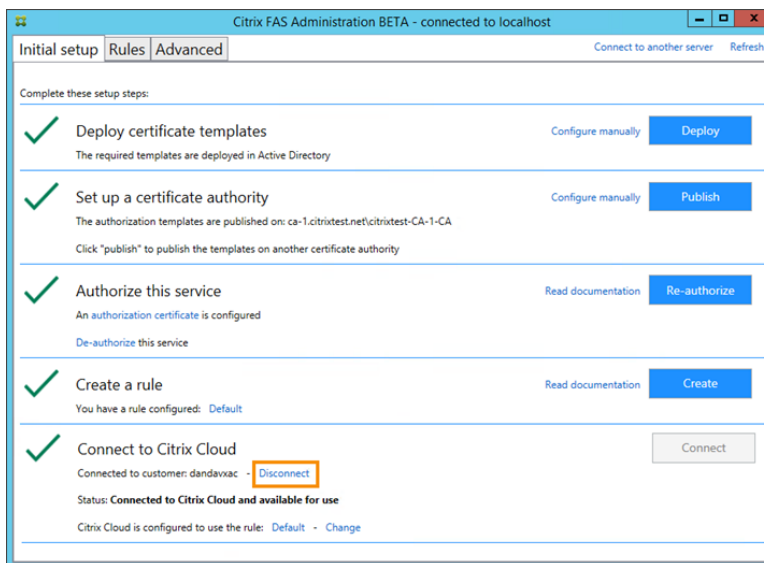 Citrix FAS Administration BETA - connected to localhost
Initial setup Rules Advanced Connect to another server Refresh
Complete these setup steps:
Deploy certificate templates Configure manually Deploy
The required templates are deployed in Active Directory
Set up a certificate authority Configure manually Publish
The authorization templates are published on: ca-1.citrixtest.net\citrixtest-CA-1-CA
Click "publish" to publish the templates on another certificate authority
Authorize this service Read documentation Re-authorize
An authorization certificate is configured
De-authorize this service
Create a rule Read documentation Create
You have a rule configured: Default
Connect to Citrix Cloud Connect
Connected to customer: dandavxac - Disconnect
Status: Connected to Citrix Cloud and available for use
Citrix Cloud is configured to use the rule: Default - Change